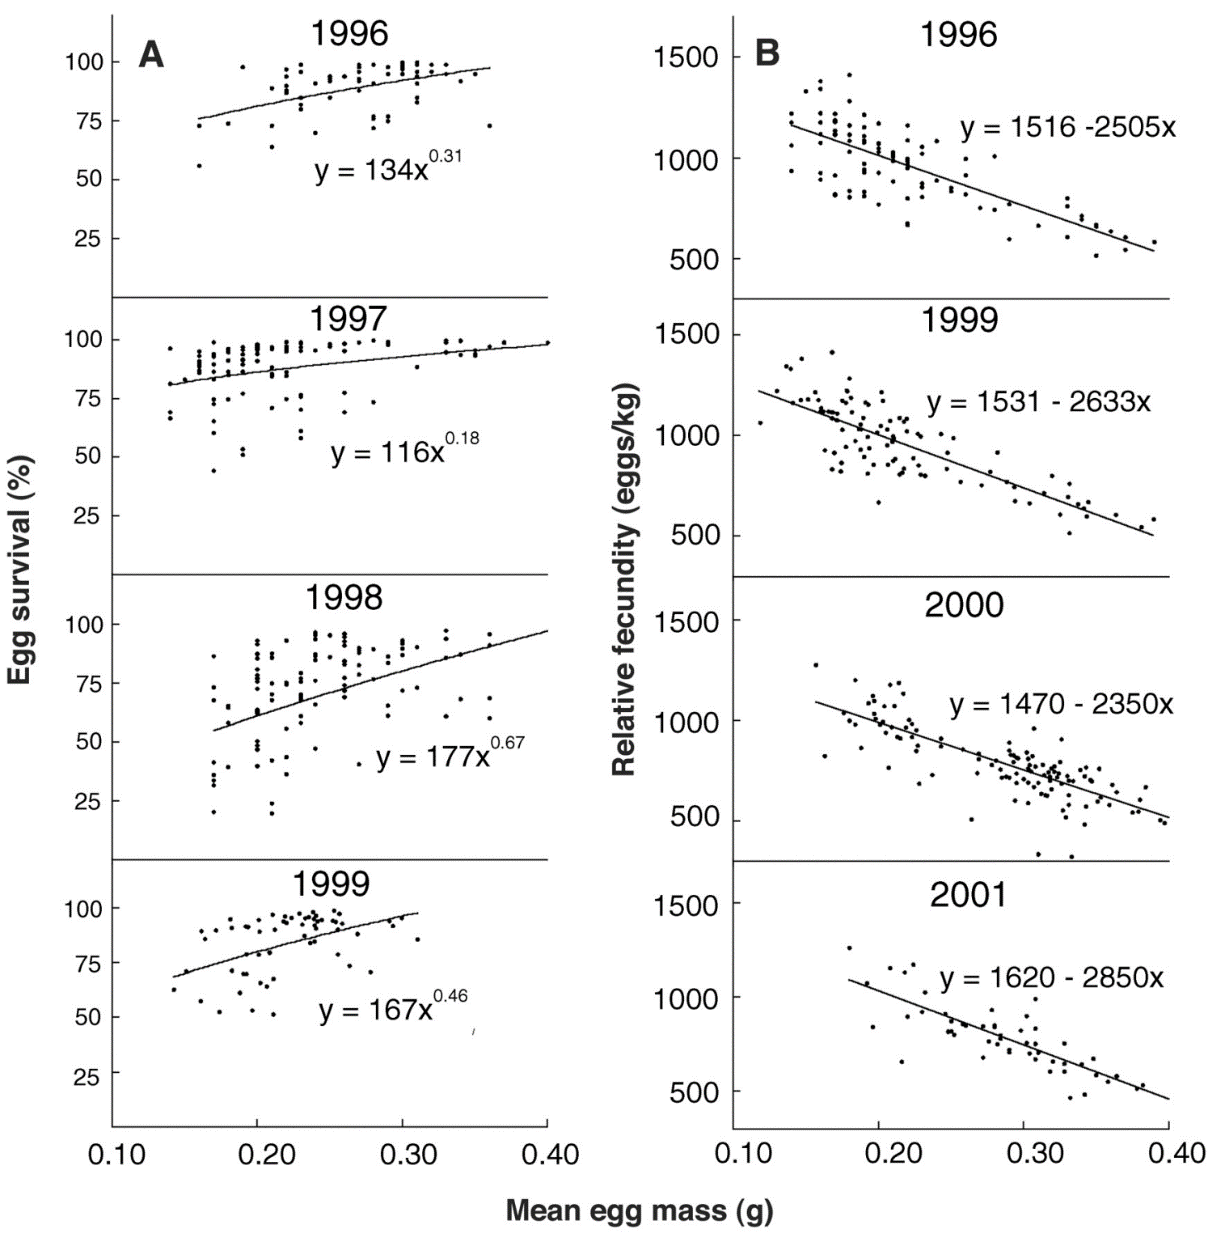 A
1996
100
75
50
25
y = 134x^0.31
1997
100
75
50
25
y = 116x^0.18
1998
100
75
50
25
y = 177x^0.67
1999
100
75
50
25
y = 167x^0.46
0.10 0.20 0.30 0.40
Egg survival (%)
B
1996
1500
1000
500
y = 1516 -2505x
1999
1500
1000
500
y = 1531 - 2633x
2000
1500
1000
500
y = 1470 - 2350x
2001
1500
1000
500
y = 1620 - 2850x
0.10 0.20 0.30 0.40
Relative fecundity (eggs/kg)
Mean egg mass (g)